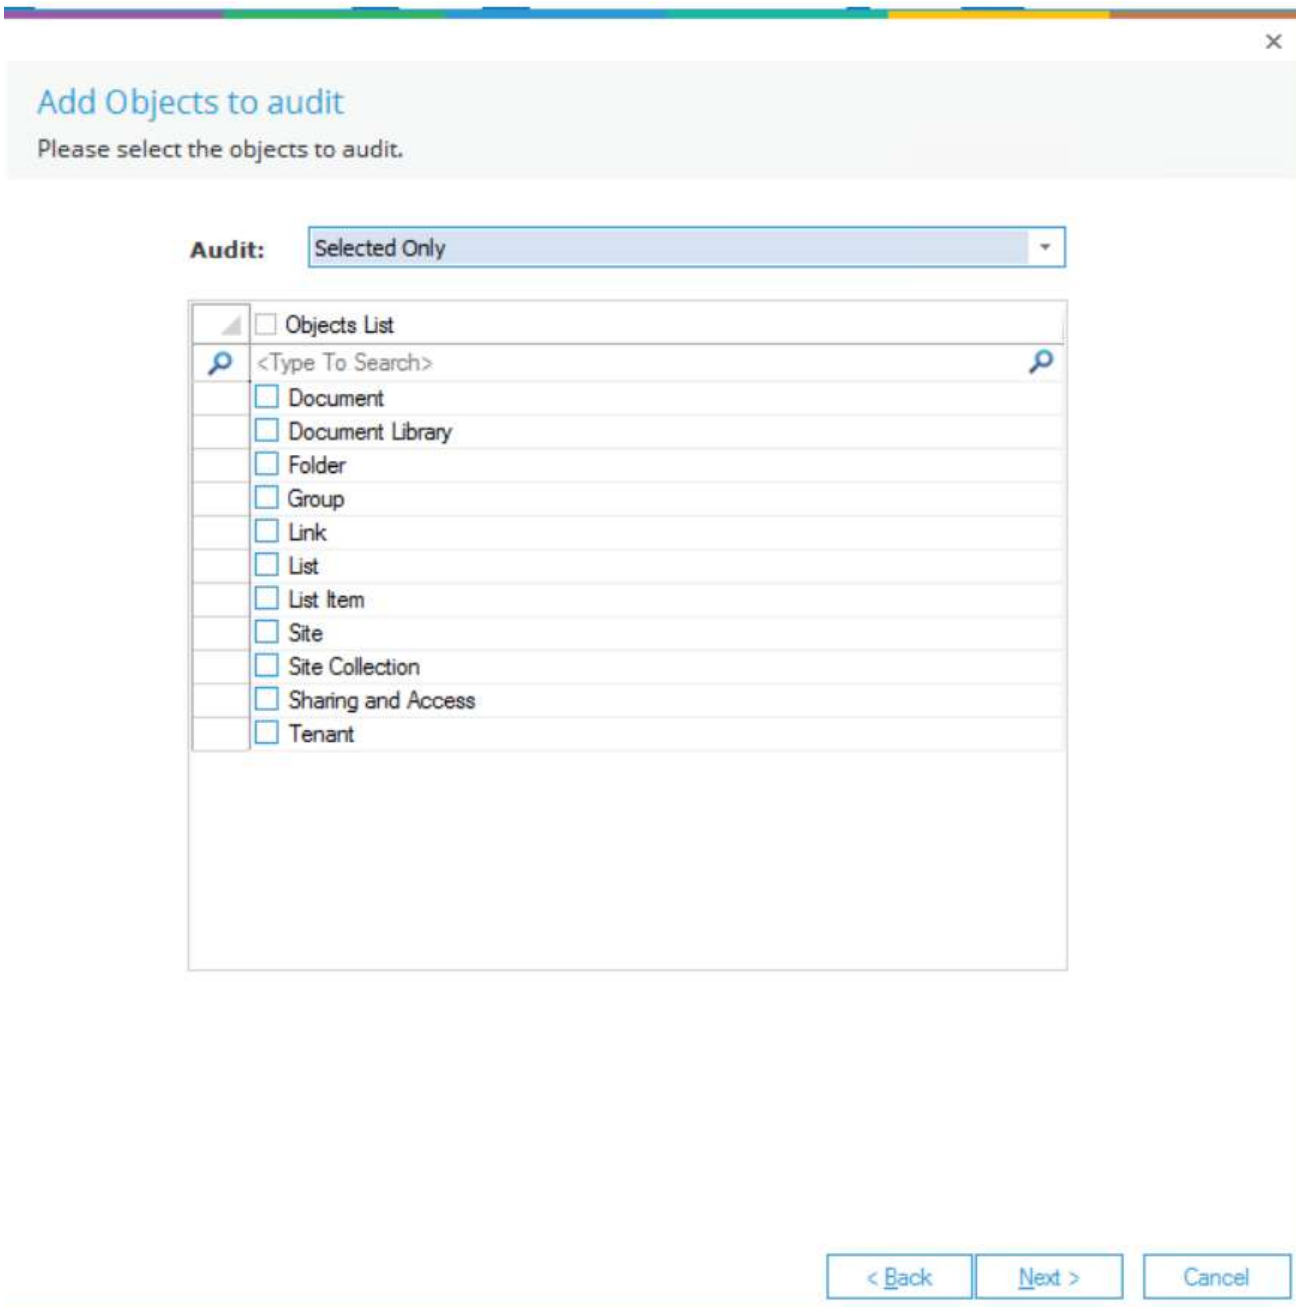 Add Objects to audit
Please select the objects to audit.
Audit: Selected Only
Objects List
<Type To Search>
Document
Document Library
Folder
Group
Link
List
List Item
Site
Site Collection
Sharing and Access
Tenant
< Back Next > Cancel